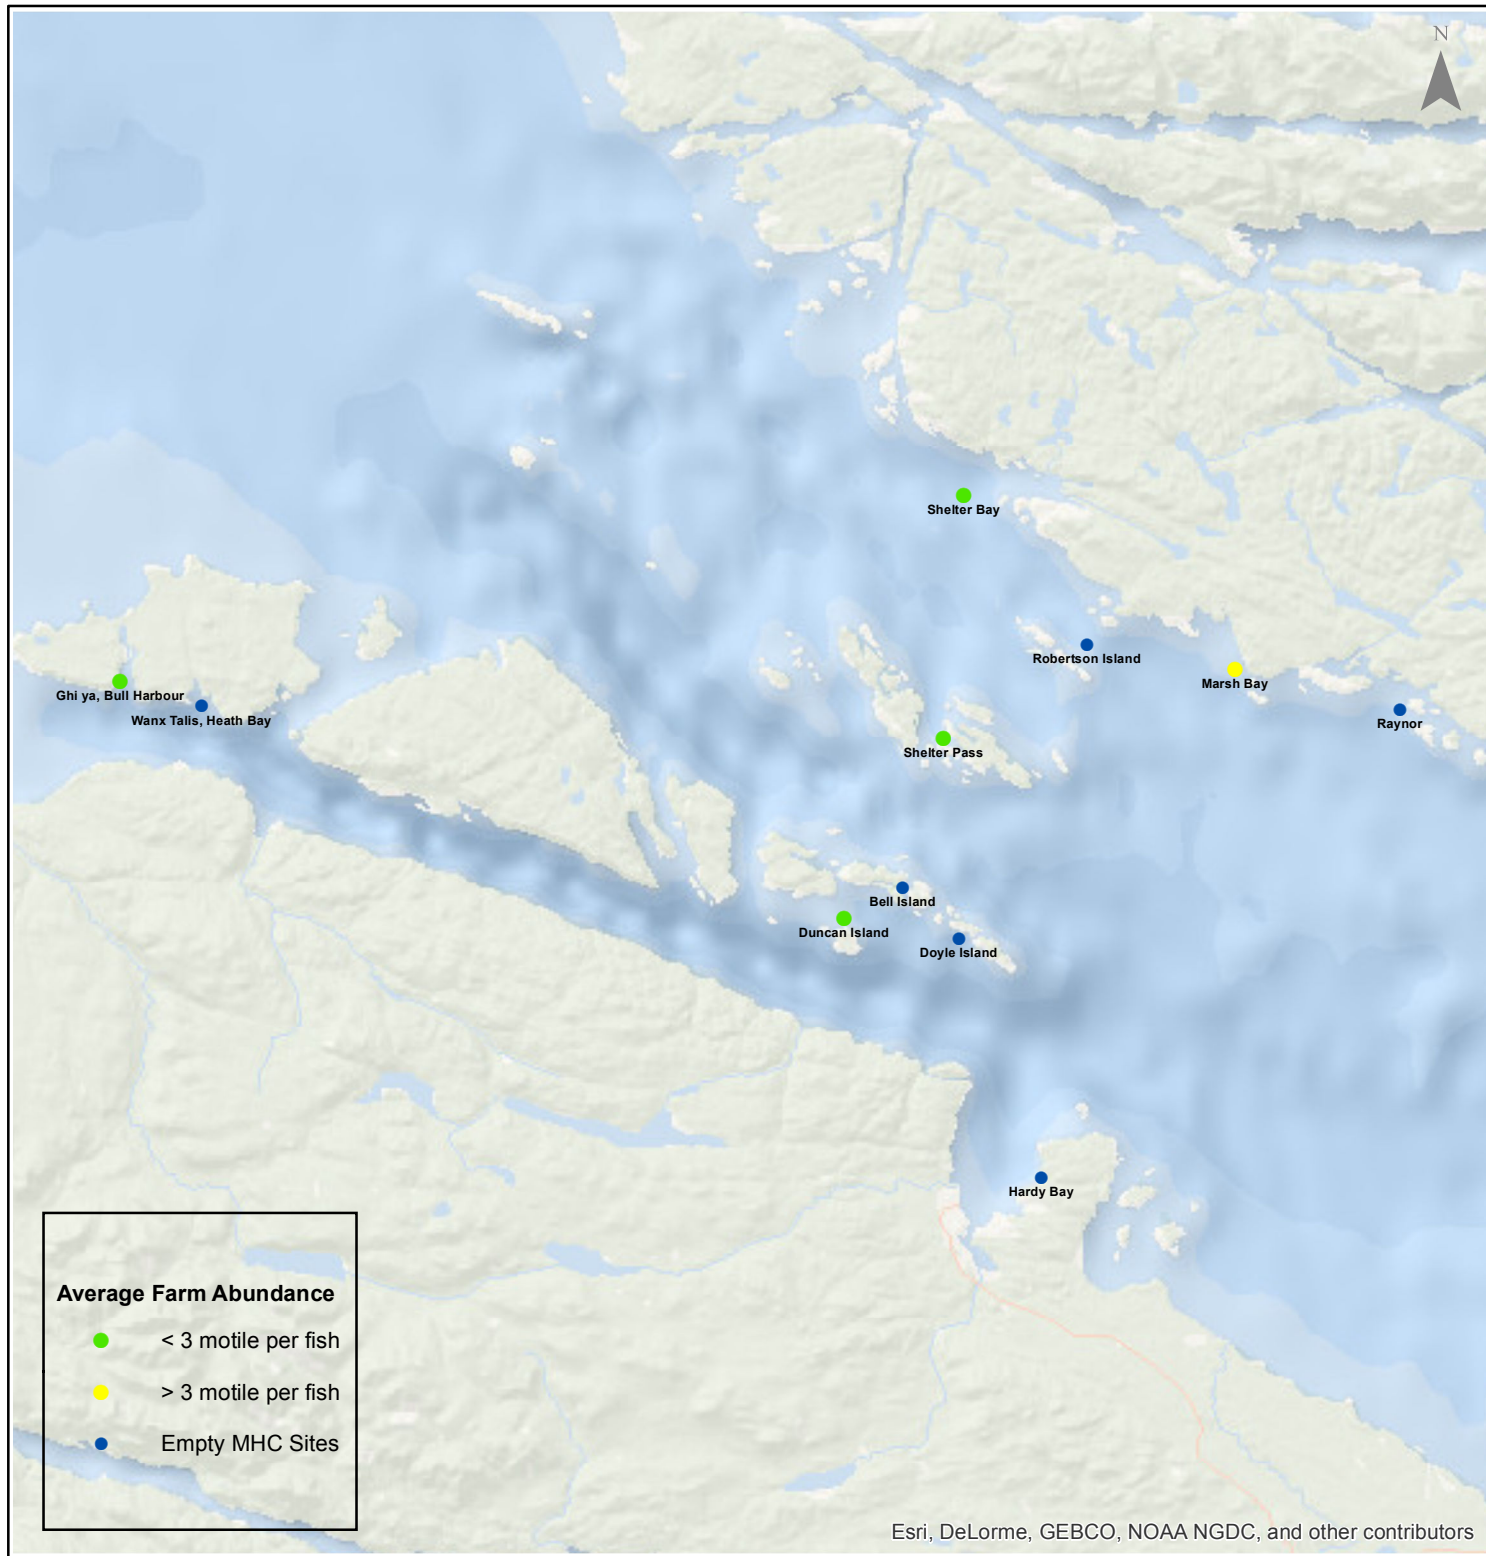 N
Shelter Bay
Robertson Island
Marsh Bay
Ghi ya, Bull Harbour
Wanx Talis, Heath Bay
Raynor
Shelter Pass
Bell Island
Duncan Island
Doyle Island
Hardy Bay
Average Farm Abundance
< 3 motile per fish
> 3 motile per fish
Empty MHC Sites
Esri, DeLorme, GEBCO, NOAA NGDC, and other contributors